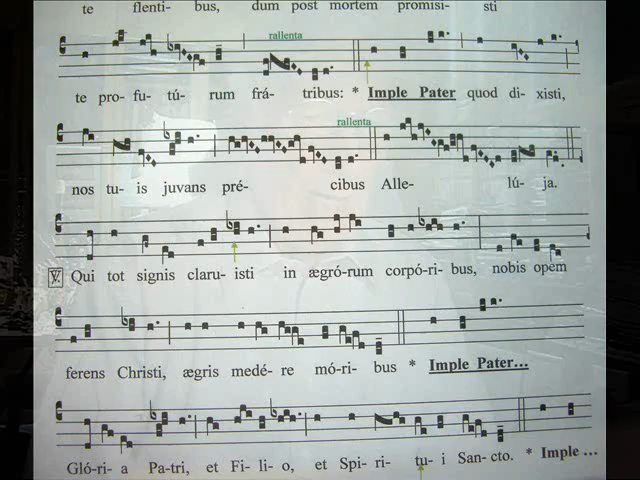 te flenti- bus, dum post mortem promisi- sti
rallenta
te pro- fu- tú- rum frá- tribus: * Imple Pater quod di- xisti,
rallenta
nos tu- is juvans pré- cibus Alle- lú- ja.
℣ Qui tot signis claru- isti in ægró-rum corpó-ri- bus, nobis opem
ferens Christi, ægris medé- re mó-ri- bus * Imple Pater...
Gló-ri- a Pa-tri, et Fi- li- o, et Spi- ri- tu- i San- cto. * Imple ...